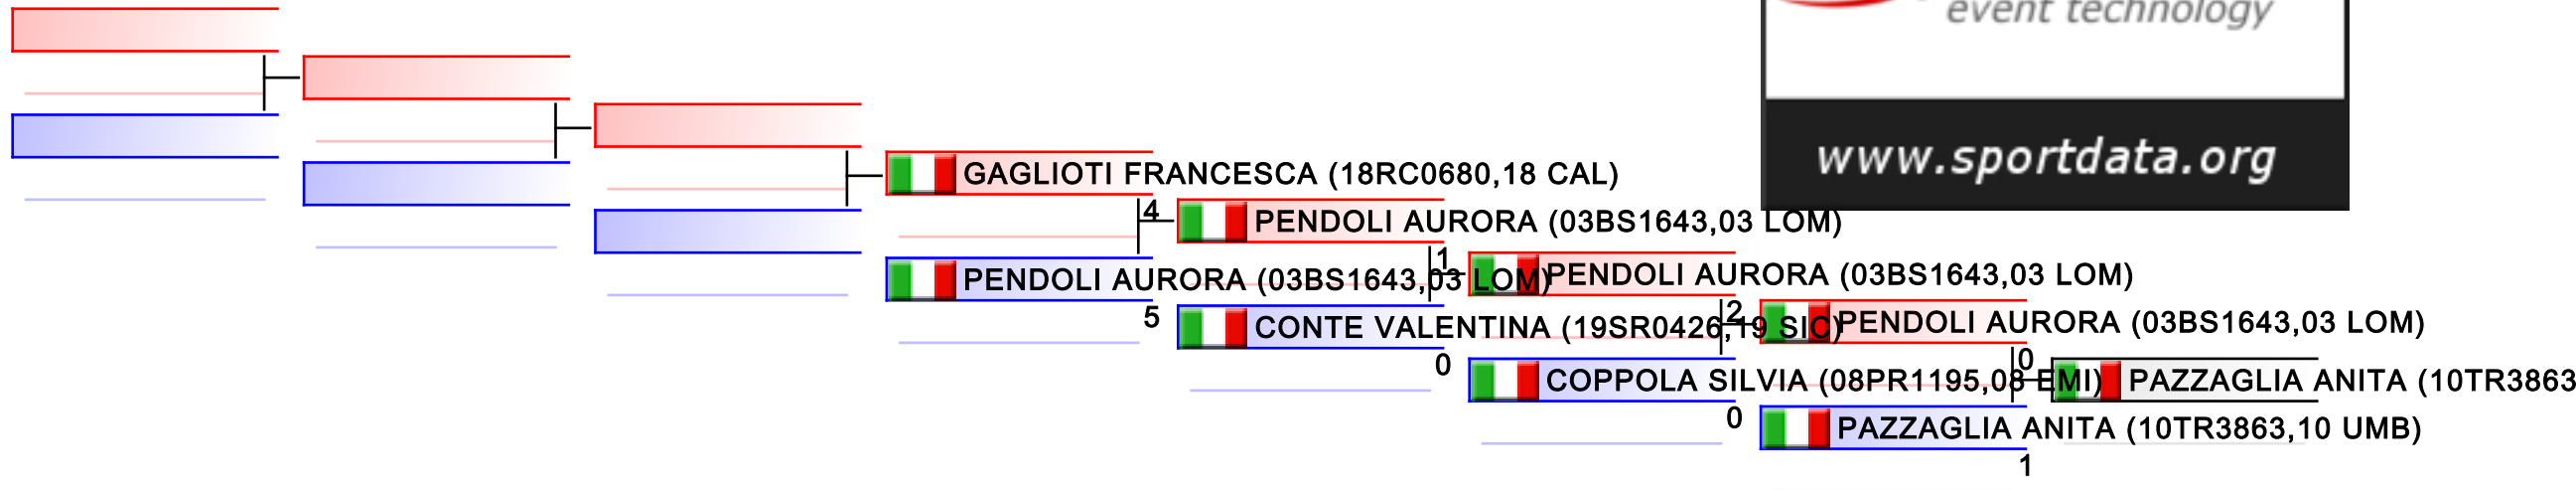 event technology
www.sportdata.org
GAGLIOTI FRANCESCA (18RC0680,18 CAL)
4
PENDOLI AURORA (03BS1643,03 LOM)
1
PENDOLI AURORA (03BS1643,03 LOM)
PENDOLI AURORA (03BS1643,03 LOM)
5
CONTE VALENTINA (19SR0426,19 SIC)
2
PENDOLI AURORA (03BS1643,03 LOM)
0
0
COPPOLA SILVIA (08PR1195,08 EMI)
PAZZAGLIA ANITA (10TR3863
0
PAZZAGLIA ANITA (10TR3863,10 UMB)
1